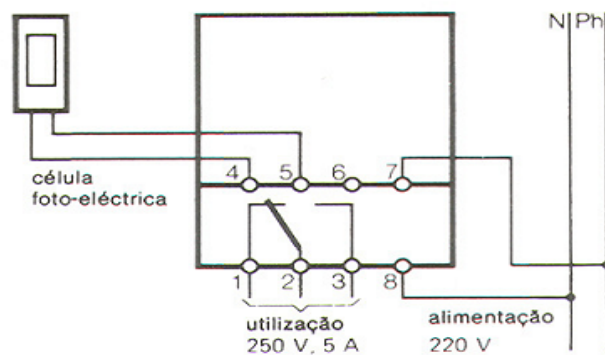 N Ph
4 5 6 7
célula
foto-eléctrica
1 2 3 8
utilização
250 V, 5 A
alimentação
220 V